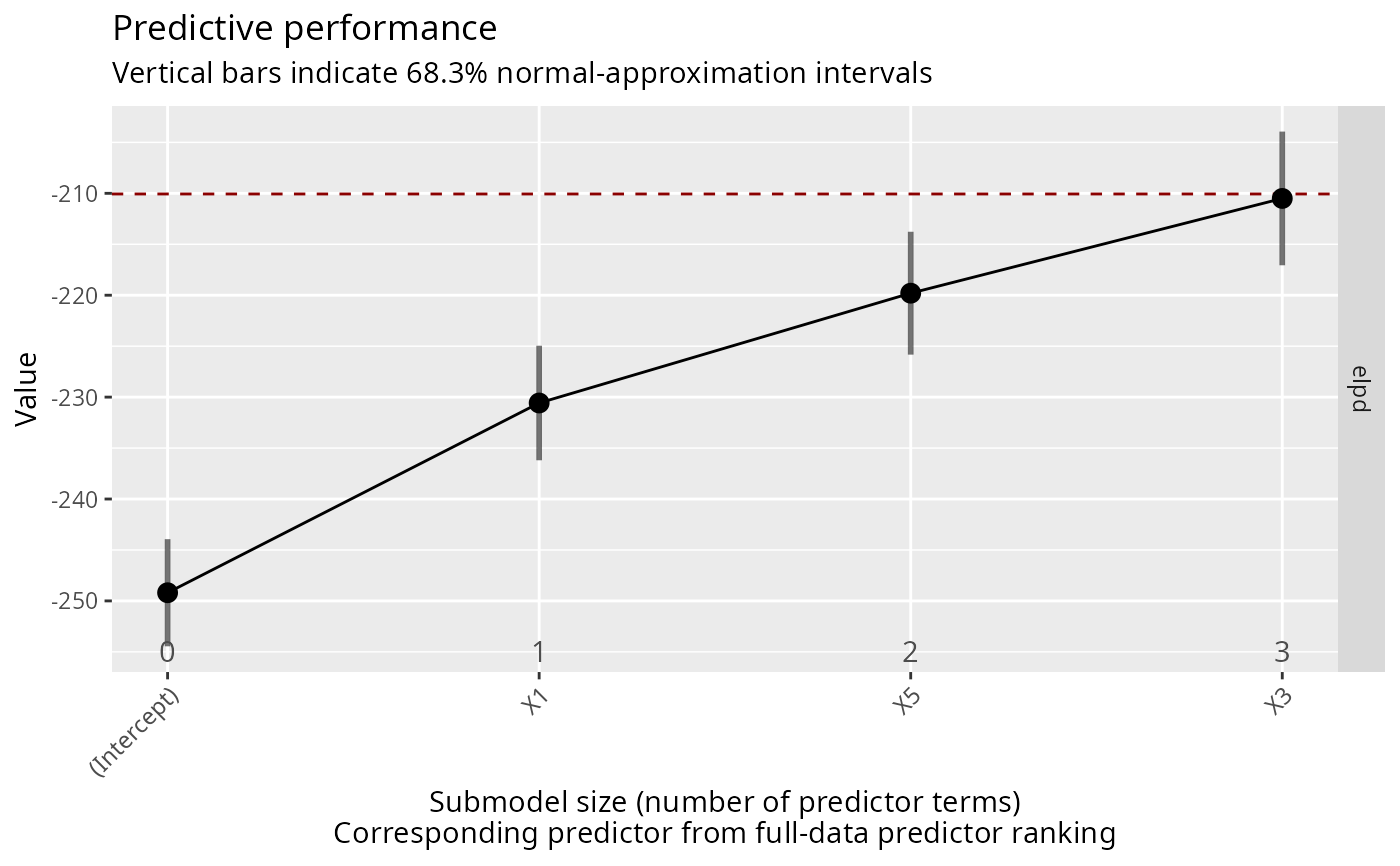 Predictive performance
Vertical bars indicate 68.3% normal-approximation intervals
-210
-220
-230
-240
-250
Value
elpd
0
1
2
3
(Intercept)
X1
X5
X3
Submodel size (number of predictor terms)
Corresponding predictor from full-data predictor ranking